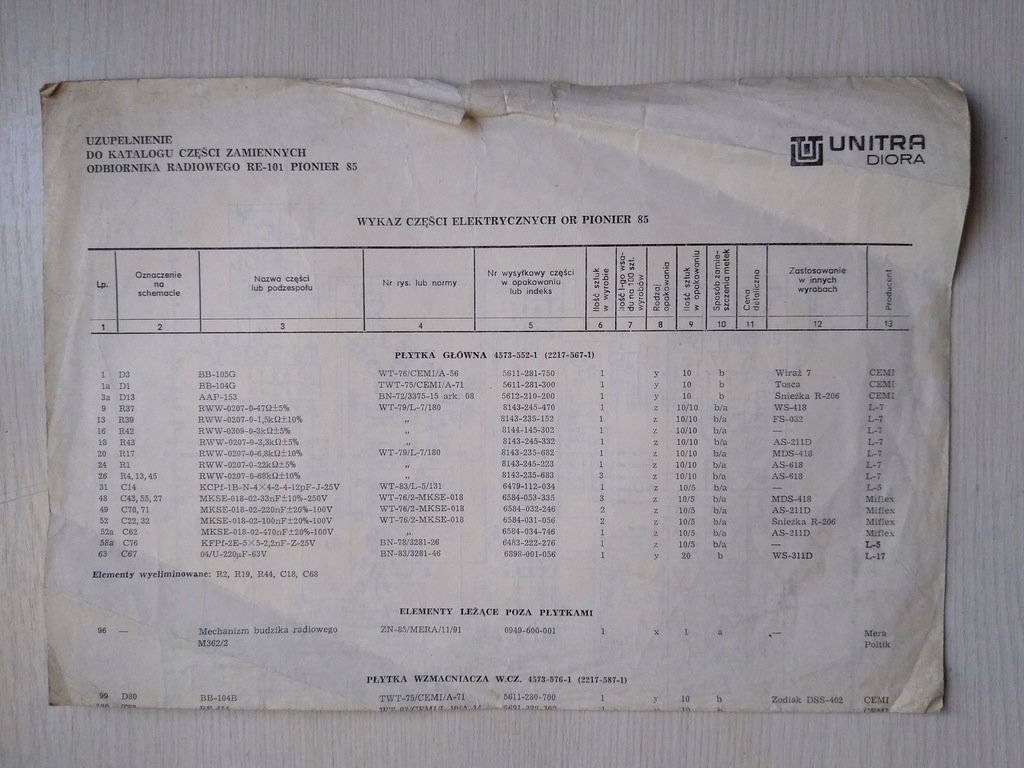 UZUPEŁNIENIE
DO KATALOGU CZĘŚCI ZAMIENNYCH
ODBIORNIKA RADIOWEGO RE-101 PIONIER 85
UNITRA
DIORA
WYKAZ CZĘŚCI ELEKTRYCZNYCH OR PIONIER 85
Lp. Oznaczenie na schemacie Nazwa części lub podzespołu Nr rys. lub normy Nr wysyłkowy części w opakowaniu lub indeks Ilość sztuk w wyrobie Ilość I-go wsadu na 100 szt. wyrobów Rodzaj opakowania Ilość sztuk w opakowaniu Sposób zamieszczenia metek Cena detaliczna Zastosowanie w innych wyrobach Producent
1 2 3 4 5 6 7 8 9 10 11 12 13
PŁYTKA GŁÓWNA 4573-552-1 (2217-567-1)
1 D3 BB-105G WT-76/CEMI/A-56 5611-281-750 1 y 10 b Wiraż 7 CEMI
1a D1 BB-104G TWT-75/CEMI/A-71 5611-281-300 1 y 10 b Tosca CEMI
3a D13 AAP-153 BN-72/3375-15 ark. 08 5612-210-200 1 y 10 b Śnieżka R-206 CEMI
9 R37 RWW-0207-0-47Ω±5% WT-79/L-7/180 8143-245-470 1 z 10/10 b/a WS-418 L-7
13 R39 RWW-0207-0-1,5kΩ±10% „ 8143-235-152 1 z 10/10 b/a FS-032 L-7
16 R42 RWW-0309-0-3kΩ±5% „ 8144-145-302 1 z 10/10 b/a — L-7
18 R43 RWW-0207-0-3,3kΩ±5% „ 8143-245-332 1 z 10/10 b/a AS-211D L-7
20 R17 RWW-0207-0-6,8kΩ±10% WT-79/L-7/180 8143-235-682 1 z 10/10 b/a MDS-418 L-7
24 R1 RWW-0207-0-22kΩ±5% „ 8143-245-223 1 z 10/10 b/a AS-618 L-7
26 R4, 13, 45 RWW-0207-0-68kΩ±10% „ 8143-235-683 3 z 10/10 b/a AS-618 L-7
31 C14 KCPf-1B-N-4×4-2-4-12pF-J-25V WT-83/L-5/131 6479-112-034 1 z 10/5 b/a — L-5
48 C43, 55, 27 MKSE-018-02-33nF±10%-250V WT-76/2-MKSE-018 6584-053-335 3 z 10/5 b/a MDS-418 Miflex
49 C70, 71 MKSE-018-02-220nF±20%-100V WT-76/2-MKSE-018 6584-032-246 2 z 10/5 b/a AS-211D Miflex
52 C22, 32 MKSE-018-02-100nF±20%-100V WT-76/2-MKSE-018 6584-031-056 2 z 10/5 b/a Śnieżka R-206 Miflex
52a C62 MKSE-018-02-470nF±20%-100V „ 6584-034-746 1 z 10/5 b/a AS-211D Miflex
58a C76 KFPf-2E-5×5-2,2nF-Z-25V BN-78/3281-26 6483-222-276 1 z 10/5 b/a — L-5
63 C67 04/U-220μF-63V BN-83/3281-46 6893-001-056 1 y 20 b WS-311D L-17
Elementy wyeliminowane: R2, R19, R44, C18, C68
ELEMENTY LEŻĄCE POZA PŁYTKAMI
96 — Mechanizm budzika radiowego ZN-85/MERA/11/91 0949-600-001 1 x 1 a — Mera
M362/2 Poltik
PŁYTKA WZMACNIACZA W.CZ. 4573-576-1 (2217-587-1)
99 D80 BB-104B TWT-75/CEMI/A-71 5611-280-700 1 y 10 b Zodiak DSS-402 CEMI